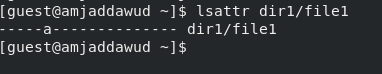 [guest@amjaddawud ~]$ lsattr dir1/file1
-----a-------------- dir1/file1
[guest@amjaddawud ~]$